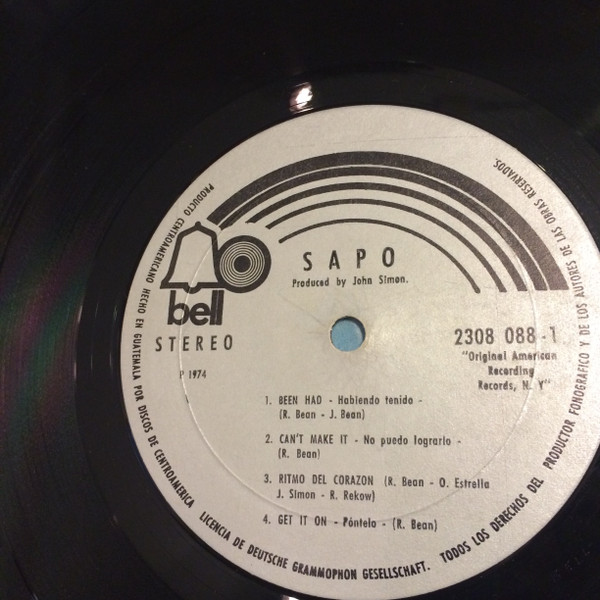 SAPO
Produced by John Simon.
bell
STEREO
P 1974
2308 088 -1
"Original American
Recording
Records, N. Y"
1. BEEN HAD - Habiendo tenido -
(R. Bean - J. Bean)
2. CAN'T MAKE IT - No puedo lograrlo -
(R. Bean)
3. RITMO DEL CORAZON (R. Bean - O. Estrella
J. Simon - R. Rekow)
4. GET IT ON - Póntelo - (R. Bean)
PRODUCTO CENTROAMERICANO HECHO EN GUATEMALA POR DISCOS DE CENTROAMERICA LICENCIA DE DEUTSCHE GRAMMOPHON GESELLSCHAFT. TODOS LOS DERECHOS DEL PRODUCTOR FONOGRAFICO Y DE LOS AUTORES DE LAS OBRAS RESERVADOS.